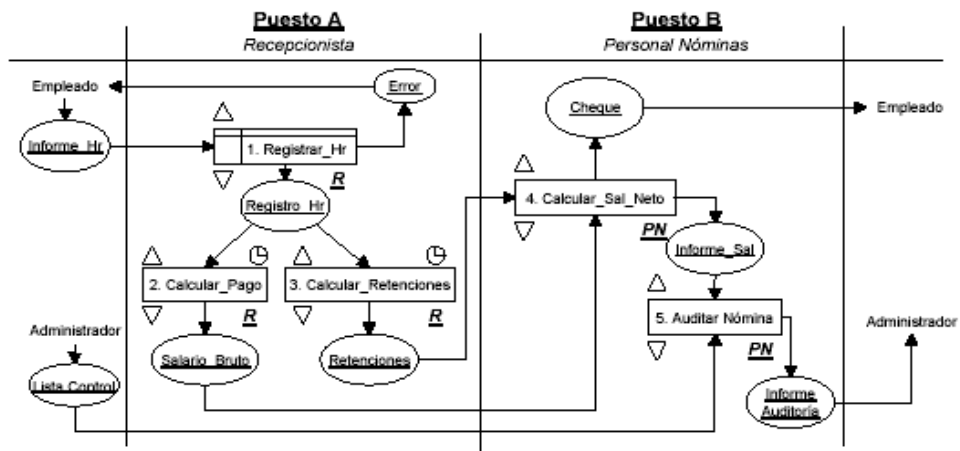 Puesto A
Puesto B
Recepcionista
Personal Nóminas
Empleado
Error
Cheque
Empleado
Informe_Hr
1. Registrar_Hr
R
Registro_Hr
4. Calcular_Sal_Neto
PN
Informe_Sal
2. Calcular_Pago
3. Calcular_Retenciones
R
R
5. Auditar Nómina
PN
Administrador
Administrador
Lista Control
Salario_Bruto
Retenciones
Informe
Auditoría